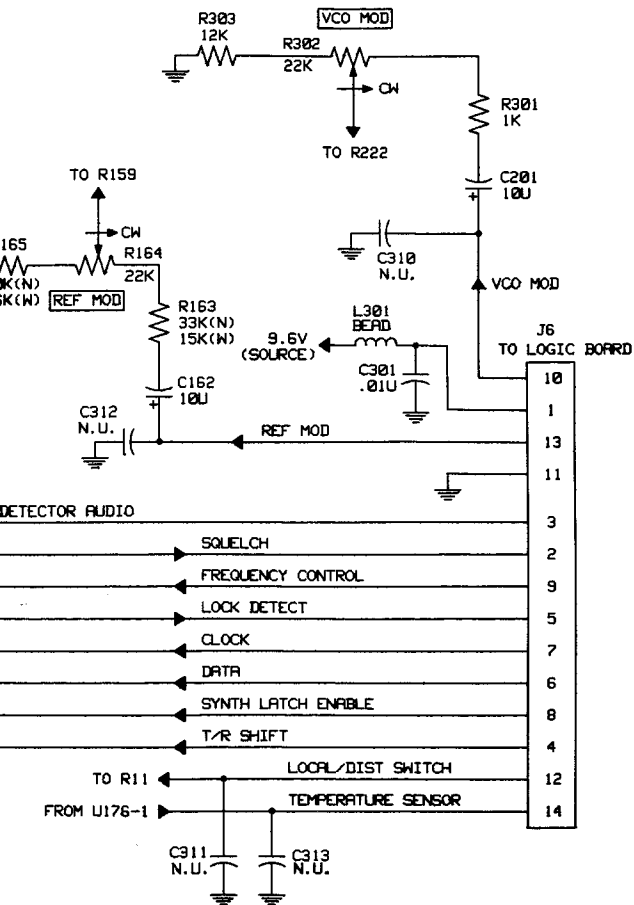 R303
12K
VCO MOD
R302
22K
CW
R301
1K
TO R222
TO R159
C201
10U
CW
165
R164
22K
K(N)
K(W)
REF MOD
C310
N.U.
VCO MOD
R163
33K(N)
15K(W)
L301
BEAD
9.6V
(SOURCE)
J6
TO LOGIC BOARD
C301
.01U
10
C162
10U
1
C312
N.U.
REF MOD
13
11
DETECTOR AUDIO
3
SQUELCH
2
FREQUENCY CONTROL
9
LOCK DETECT
5
CLOCK
7
DATA
6
SYNTH LATCH ENABLE
8
T/R SHIFT
4
TO R11
LOCAL/DIST SWITCH
12
FROM U176-1
TEMPERATURE SENSOR
14
C311
N.U.
C313
N.U.